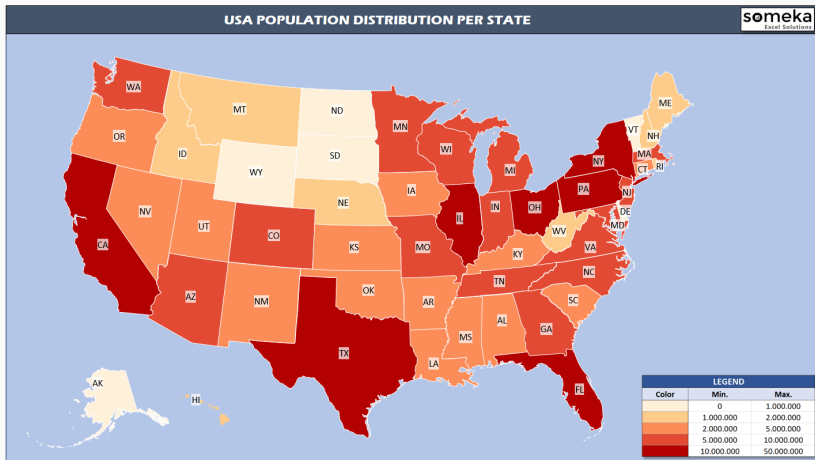 USA POPULATION DISTRIBUTION PER STATE
someka
Excel Solutions
WA
MT
ND
MN
ME
OR
ID
WY
SD
WI
MI
VT
NH
NY
MA
CT
RI
NV
UT
CO
NE
IA
IL
IN
OH
PA
NJ
DE
MD
WV
VA
CA
KS
MO
KY
AZ
NM
OK
AR
TN
NC
SC
TX
LA
MS
AL
GA
FL
AK
HI
LEGEND
Color Min. Max.
0 1.000.000
1.000.000 2.000.000
2.000.000 5.000.000
5.000.000 10.000.000
10.000.000 50.000.000